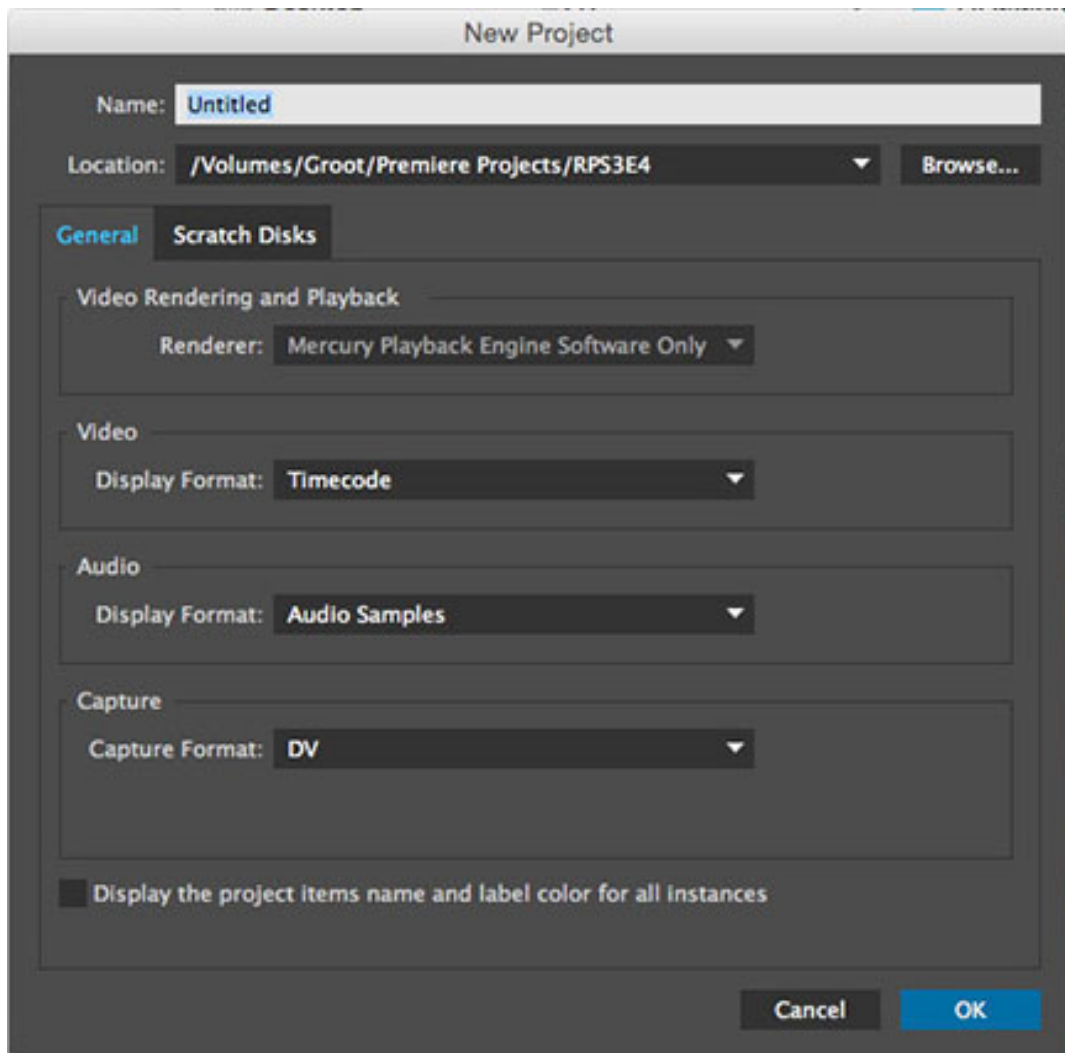 New Project
Name: Untitled
Location: /Volumes/Groot/Premiere Projects/RPS3E4 Browse...
General Scratch Disks
Video Rendering and Playback
Renderer: Mercury Playback Engine Software Only
Video
Display Format: Timecode
Audio
Display Format: Audio Samples
Capture
Capture Format: DV
Display the project items name and label color for all instances
Cancel OK